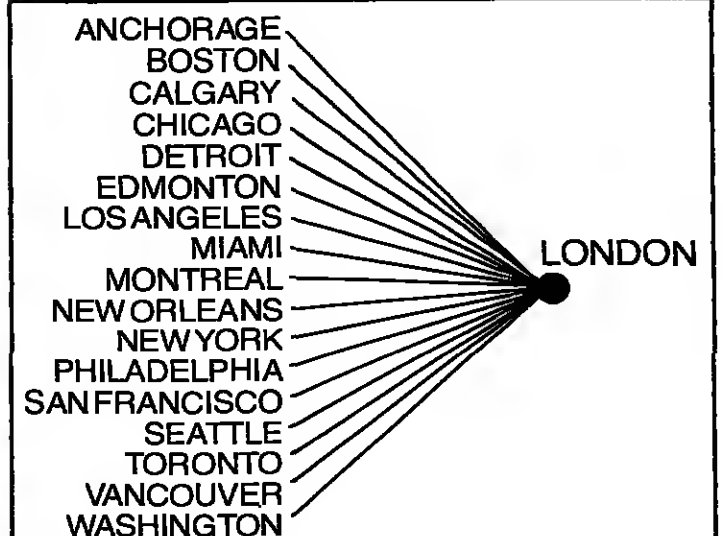 ANCHORAGE
BOSTON
CALGARY
CHICAGO
DETROIT
EDMONTON
LOS ANGELES
MIAMI
LONDON
MONTREAL
NEW ORLEANS
NEW YORK
PHILADELPHIA
SAN FRANCISCO
SEATTLE
TORONTO
VANCOUVER
WASHINGTON